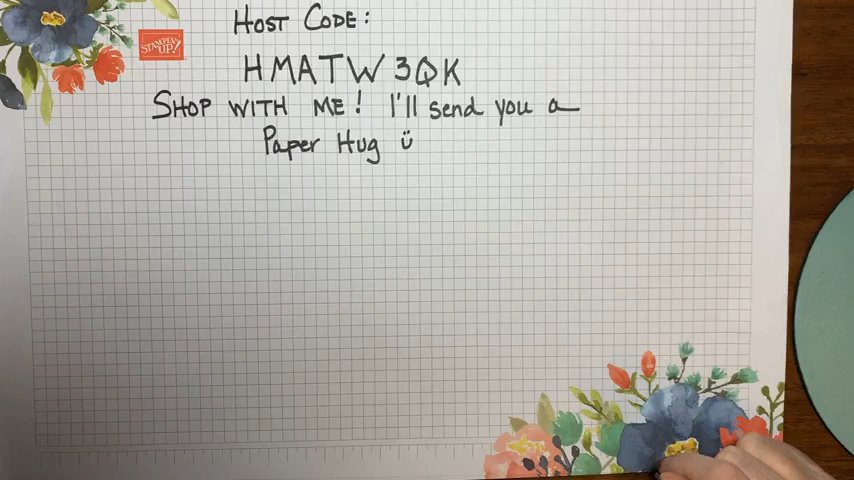 HOST CODE:
STAMPIN' UP!
HMATW3QK
SHOP WITH ME! I'll send you a
Paper Hug ü